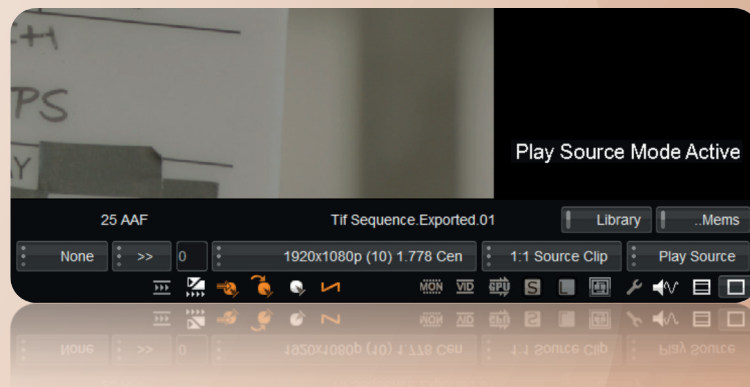 PS
Y
Play Source Mode Active
25 AAF
Tif Sequence.Exported.01
Library
..Mems
None
>>
0
1920x1080p (10) 1.778 Cen
1:1 Source Clip
Play Source
MON
VID
GPU
S